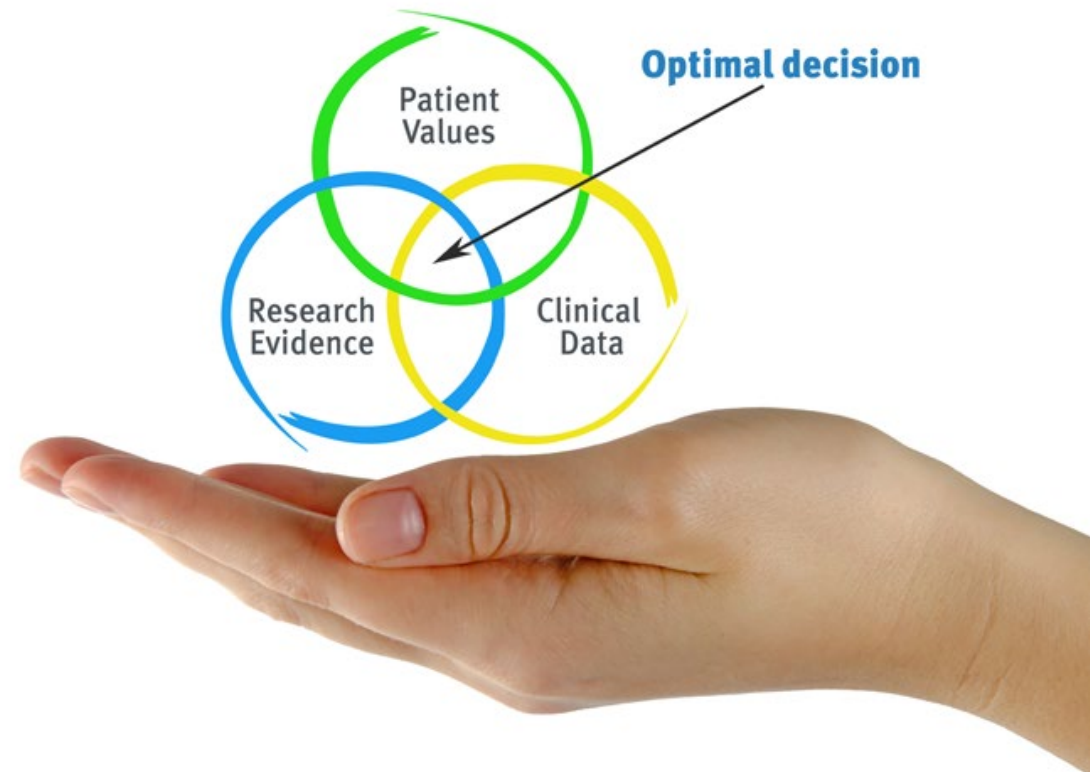 Optimal decision
Patient
Values
Research
Evidence
Clinical
Data